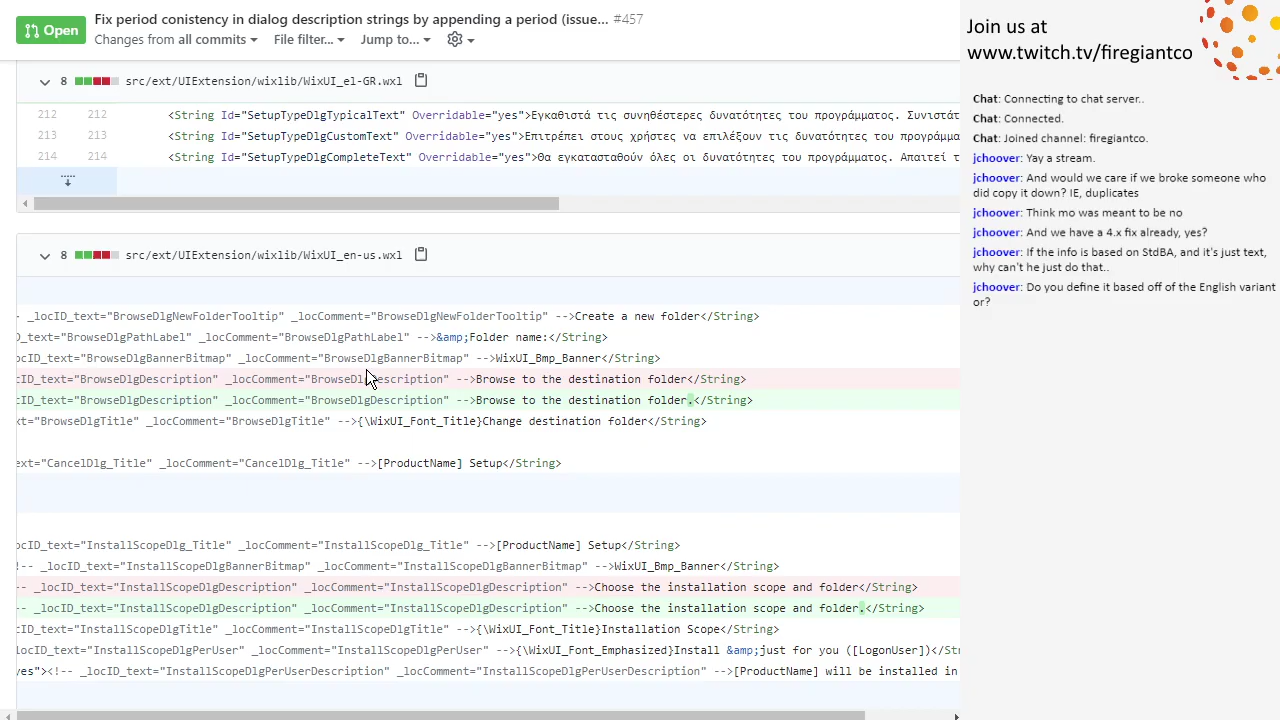 Open
Fix period conistency in dialog description strings by appending a period (issue... #457
Changes from all commits File filter... Jump to...
8 src/ext/UIExtension/wixlib/WixUI_el-GR.wxl
212 212 <String Id="SetupTypeDlgTypicalText" Overridable="yes">Εγκαθιστά τις συνηθέστερες δυνατότητες του προγράμματος. Συνιστάτ
213 213 <String Id="SetupTypeDlgCustomText" Overridable="yes">Επιτρέπει στους χρήστες να επιλέξουν τις δυνατότητες του προγράμμα
214 214 <String Id="SetupTypeDlgCompleteText" Overridable="yes">Θα εγκατασταθούν όλες οι δυνατότητες του προγράμματος. Απαιτεί τ
8 src/ext/UIExtension/wixlib/WixUI_en-us.wxl
- _locID_text="BrowseDlgNewFolderTooltip" _locComment="BrowseDlgNewFolderTooltip" -->Create a new folder</String>
D_text="BrowseDlgPathLabel" _locComment="BrowseDlgPathLabel" -->&amp;Folder name:</String>
ocID_text="BrowseDlgBannerBitmap" _locComment="BrowseDlgBannerBitmap" -->WixUI_Bmp_Banner</String>
cID_text="BrowseDlgDescription" _locComment="BrowseDlgDescription" -->Browse to the destination folder</String>
cID_text="BrowseDlgDescription" _locComment="BrowseDlgDescription" -->Browse to the destination folder.</String>
xt="BrowseDlgTitle" _locComment="BrowseDlgTitle" -->{\WixUI_Font_Title}Change destination folder</String>
ext="CancelDlg_Title" _locComment="CancelDlg_Title" -->[ProductName] Setup</String>
ocID_text="InstallScopeDlg_Title" _locComment="InstallScopeDlg_Title" -->[ProductName] Setup</String>
!-- _locID_text="InstallScopeDlgBannerBitmap" _locComment="InstallScopeDlgBannerBitmap" -->WixUI_Bmp_Banner</String>
-- _locID_text="InstallScopeDlgDescription" _locComment="InstallScopeDlgDescription" -->Choose the installation scope and folder</String>
-- _locID_text="InstallScopeDlgDescription" _locComment="InstallScopeDlgDescription" -->Choose the installation scope and folder.</String>
ocID_text="InstallScopeDlgTitle" _locComment="InstallScopeDlgTitle" -->{\WixUI_Font_Title}Installation Scope</String>
locID_text="InstallScopeDlgPerUser" _locComment="InstallScopeDlgPerUser" -->{\WixUI_Font_Emphasized}Install &amp;just for you ([LogonUser])</Str
yes"><!-- _locID_text="InstallScopeDlgPerUserDescription" _locComment="InstallScopeDlgPerUserDescription" -->[ProductName] will be installed in
Join us at
www.twitch.tv/firegiantco
Chat: Connecting to chat server..
Chat: Connected.
Chat: Joined channel: firegiantco.
jchoover: Yay a stream.
jchoover: And would we care if we broke someone who
did copy it down? IE, duplicates
jchoover: Think mo was meant to be no
jchoover: And we have a 4.x fix already, yes?
jchoover: If the info is based on StdBA, and it's just text,
why can't he just do that..
jchoover: Do you define it based off of the English variant
or?